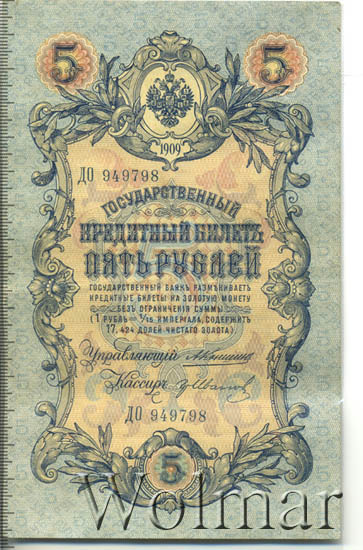 5 5
1909
ДО 949798
ГОСУДАРСТВЕННЫЙ
КРЕДИТНЫЙ БИЛЕТЪ
ПЯТЬ РУБЛЕЙ
ГОСУДАРСТВЕННЫЙ БАНКЪ РАЗМѢНИВАЕТЪ
КРЕДИТНЫЕ БИЛЕТЫ НА ЗОЛОТУЮ МОНЕТУ
БЕЗЪ ОГРАНИЧЕНІЯ СУММЫ
(1 РУБЛЬ = 1/15 ИМПЕРІАЛА, СОДЕРЖИТЪ
17,424 ДОЛЕЙ ЧИСТАГО ЗОЛОТА).
Управляющій
Кассиръ
ДО 949798
5
Wolmar